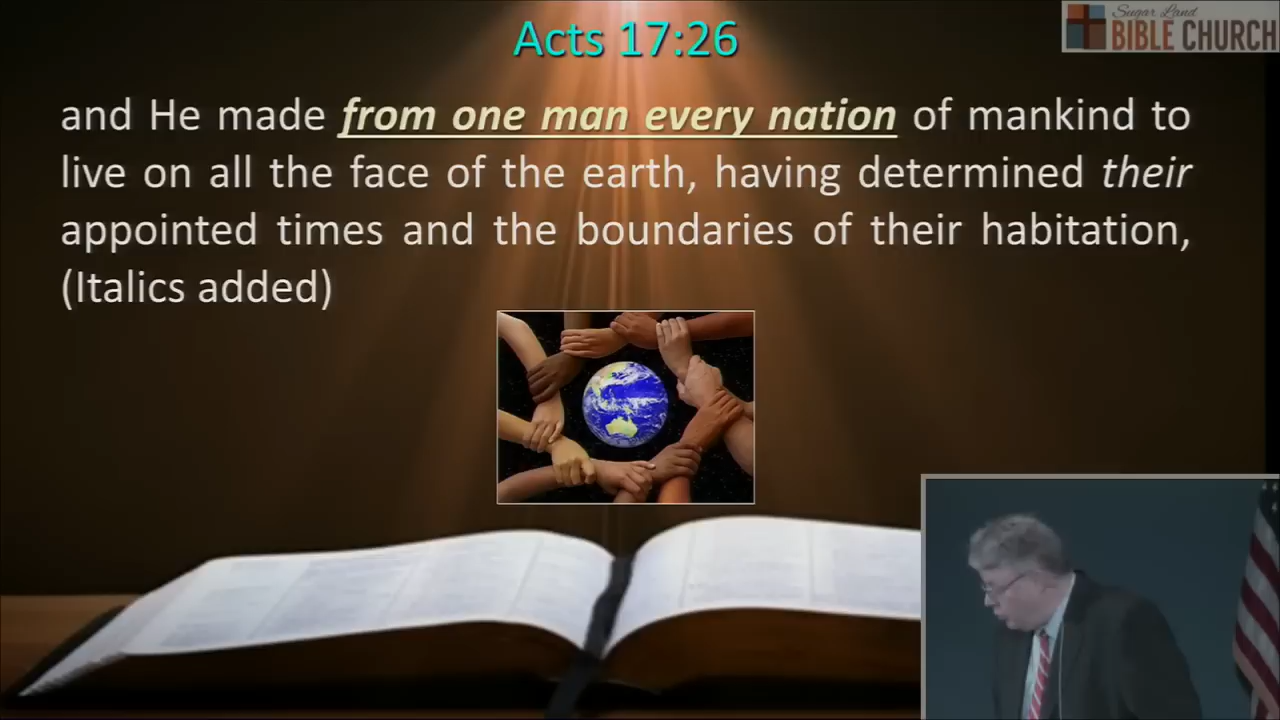 Acts 17:26
Sugar Land
BIBLE CHURCH
and He made from one man every nation of mankind to
live on all the face of the earth, having determined their
appointed times and the boundaries of their habitation,
(Italics added)